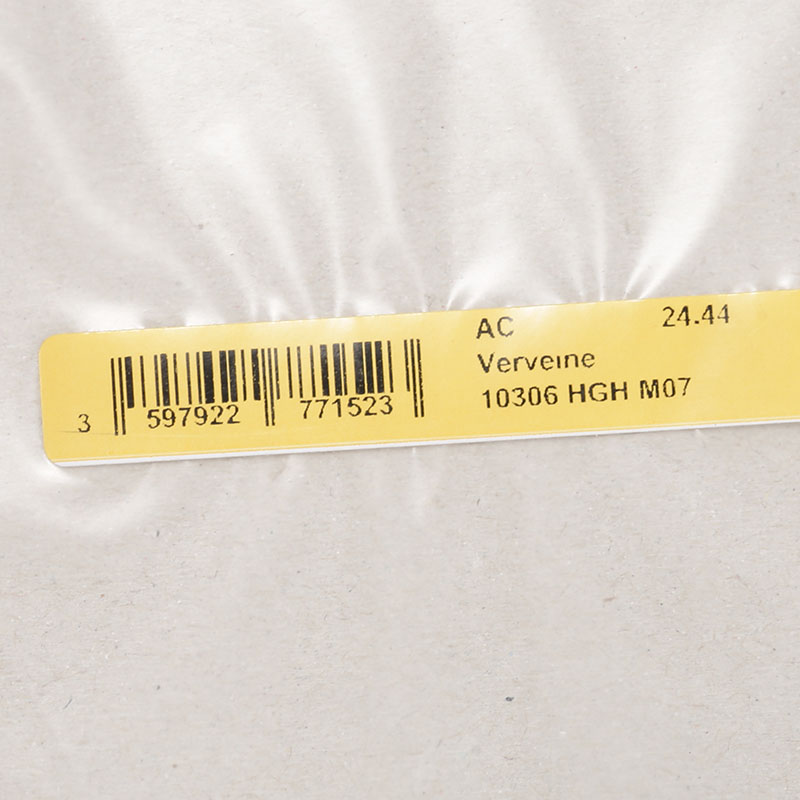 AC 24.44
Verveine
10306 HGH M07
3 597922 771523